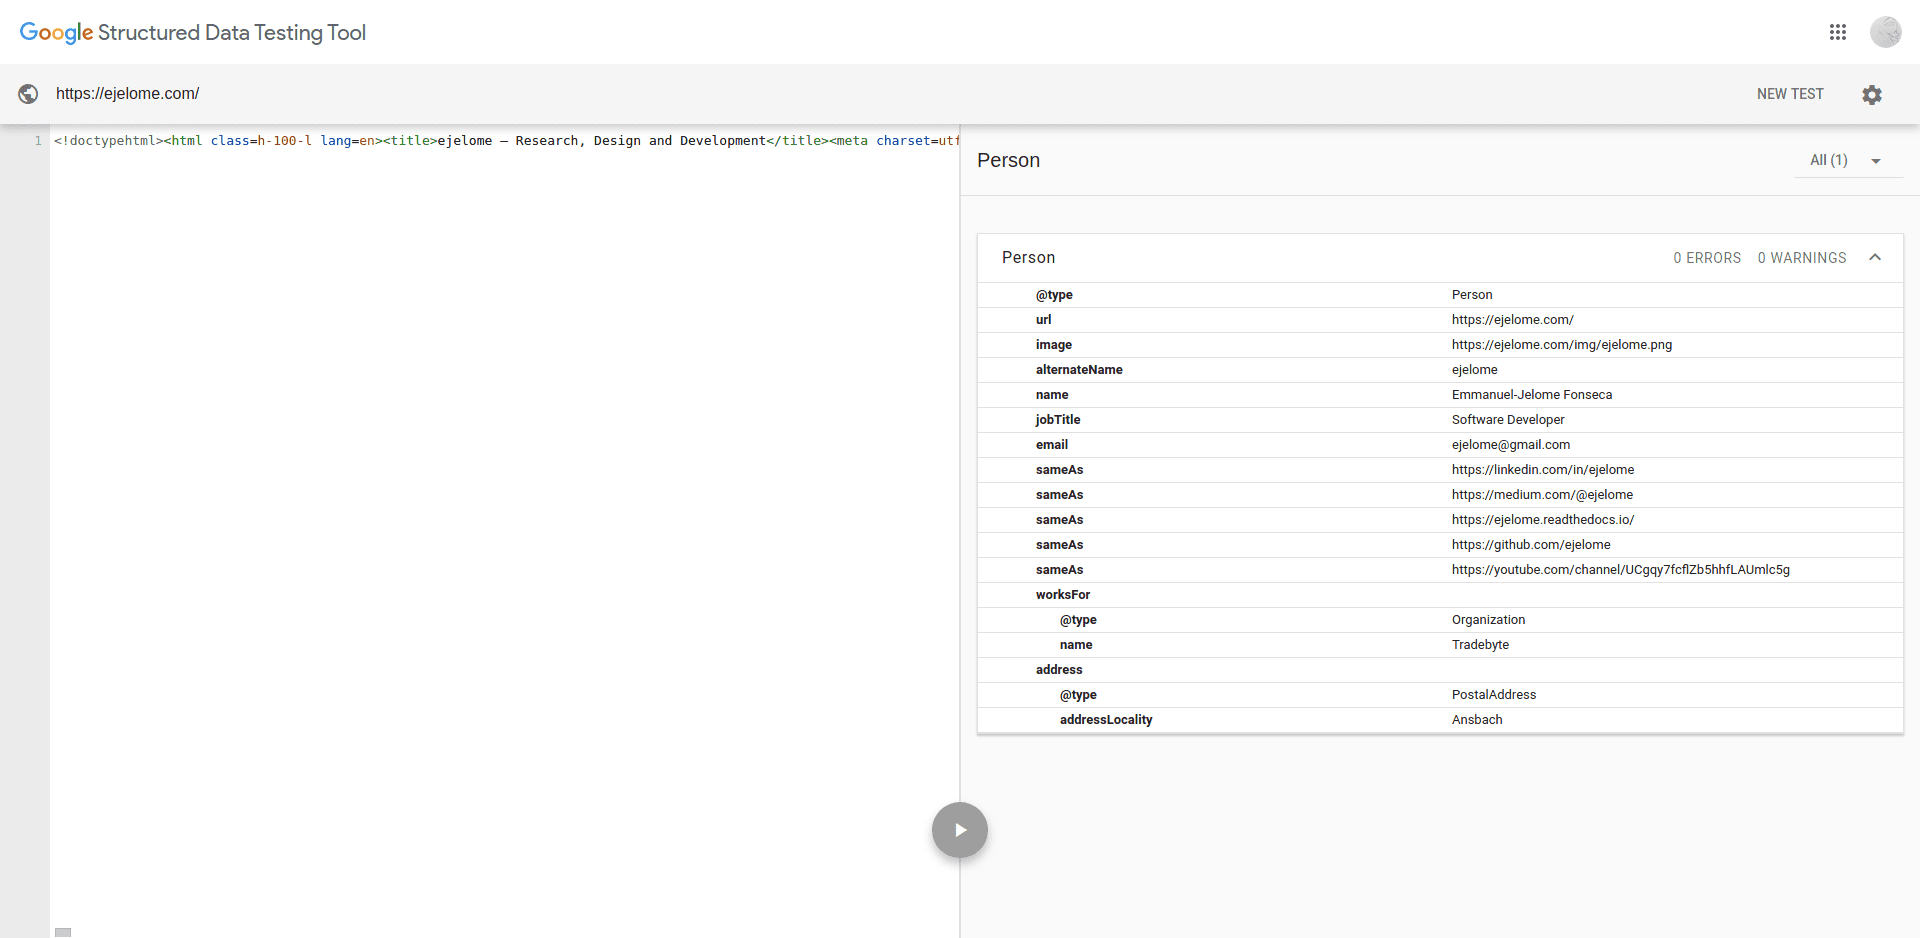 Google Structured Data Testing Tool
https://ejelome.com/
NEW TEST
1 <!doctypehtml><html class=h-100-l lang=en><title>ejelome — Research, Design and Development</title><meta charset=utf
Person
All (1)
Person 0 ERRORS 0 WARNINGS
@type Person
url https://ejelome.com/
image https://ejelome.com/img/ejelome.png
alternateName ejelome
name Emmanuel-Jelome Fonseca
jobTitle Software Developer
email ejelome@gmail.com
sameAs https://linkedin.com/in/ejelome
sameAs https://medium.com/@ejelome
sameAs https://ejelome.readthedocs.io/
sameAs https://github.com/ejelome
sameAs https://youtube.com/channel/UCgqy7fcflZb5hhfLAUmlc5g
worksFor
@type Organization
name Tradebyte
address
@type PostalAddress
addressLocality Ansbach